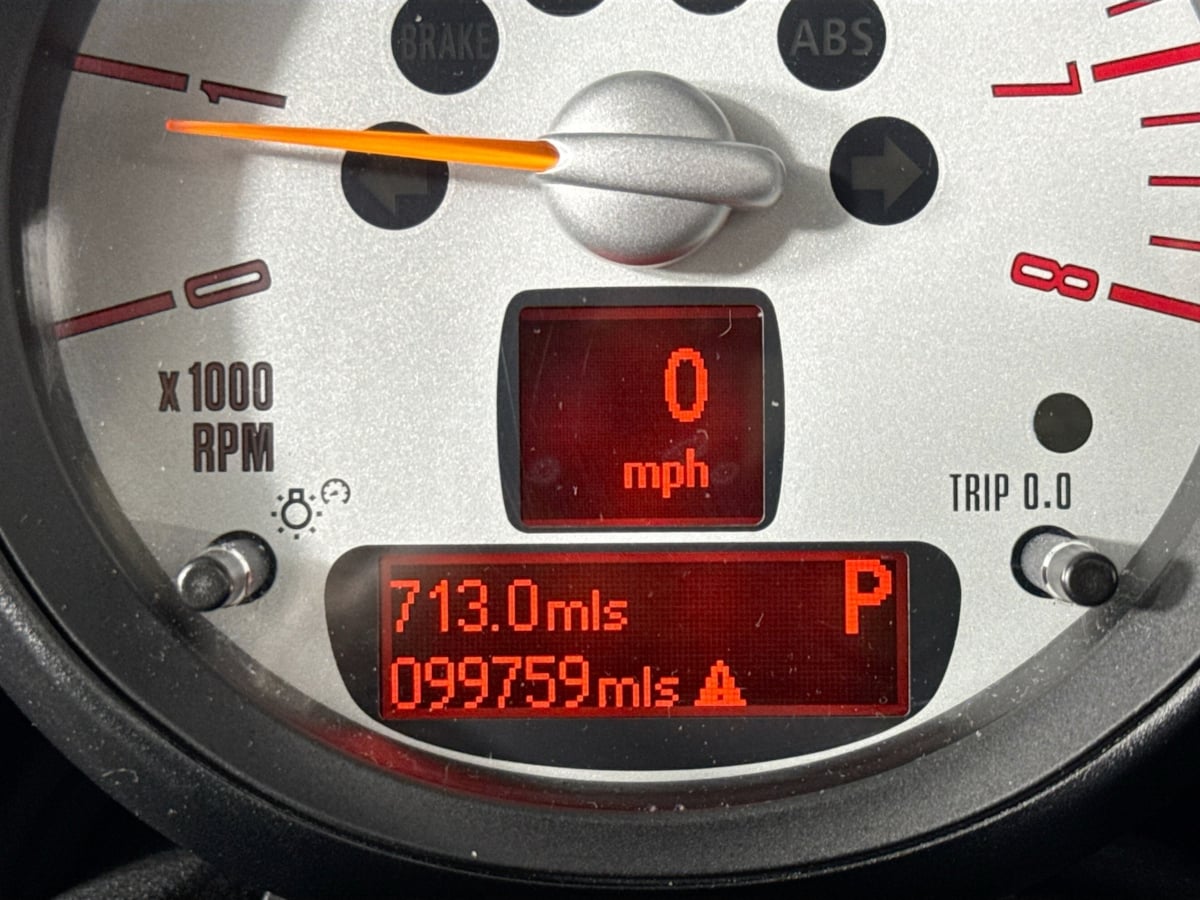 BRAKE
ABS
1
7
0
8
x 1000
RPM
0
mph
TRIP 0.0
713.0mls
P
099759mls